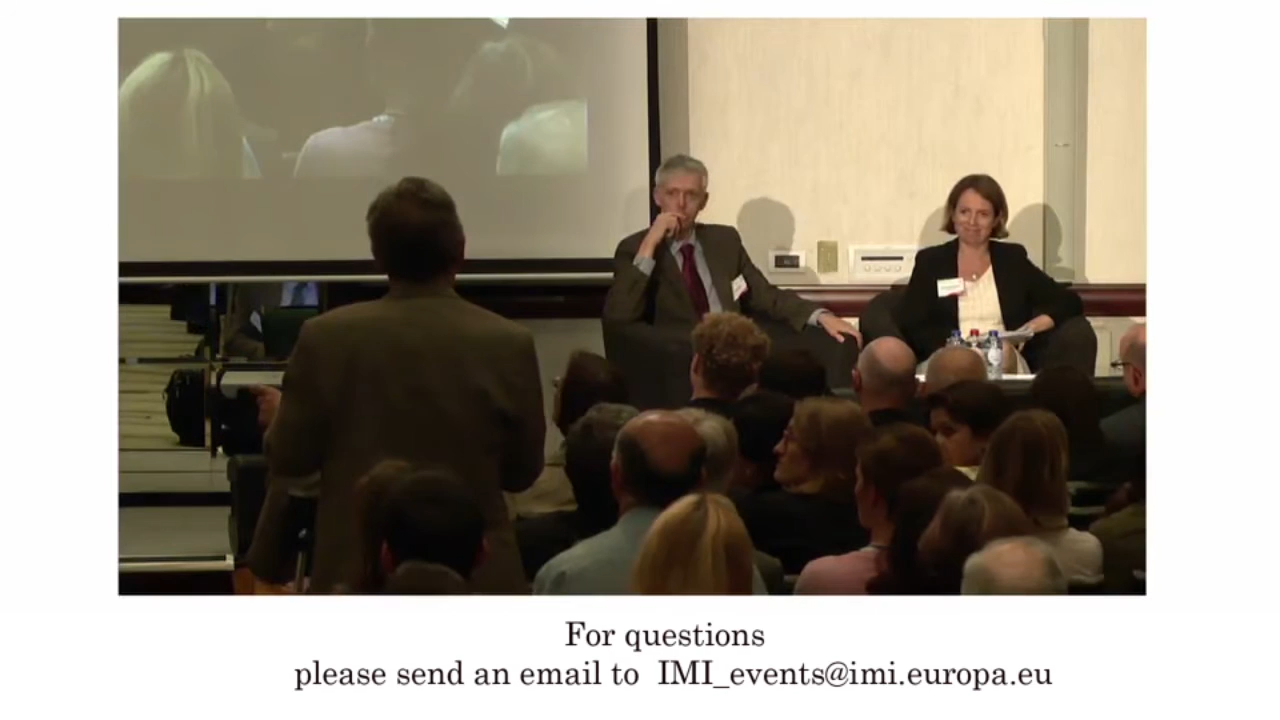 For questions
please send an email to IMI_events@imi.europa.eu